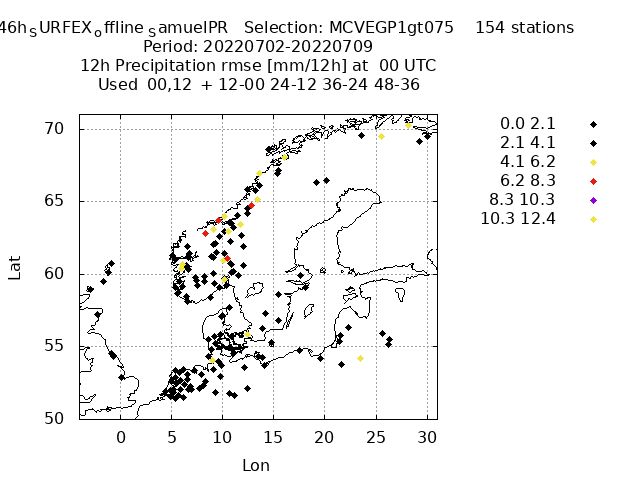 46hSURFEXoffline SamuelPR Selection: MCVEGP1gt075 154 stations
Period: 20220702-20220709
12h Precipitation rmse [mm/12h] at 00 UTC
Used 00,12 + 12-00 24-12 36-24 48-36
70
65
60
55
50
Lat
0 5 10 15 20 25 30
Lon
0.0 2.1
2.1 4.1
4.1 6.2
6.2 8.3
8.3 10.3
10.3 12.4